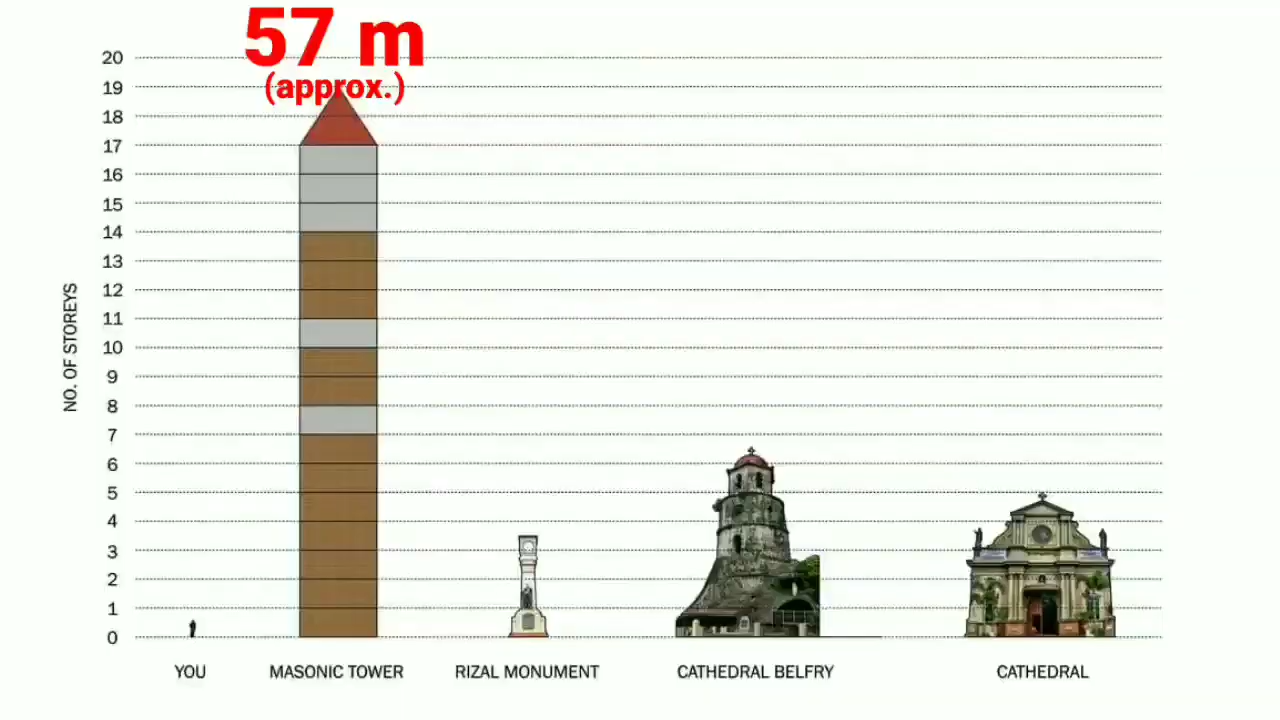 57 m
(approx.)
20
19
18
17
16
15
14
13
12
11
10
9
8
7
6
5
4
3
2
1
0
NO. OF STOREYS
YOU
MASONIC TOWER
RIZAL MONUMENT
CATHEDRAL BELFRY
CATHEDRAL